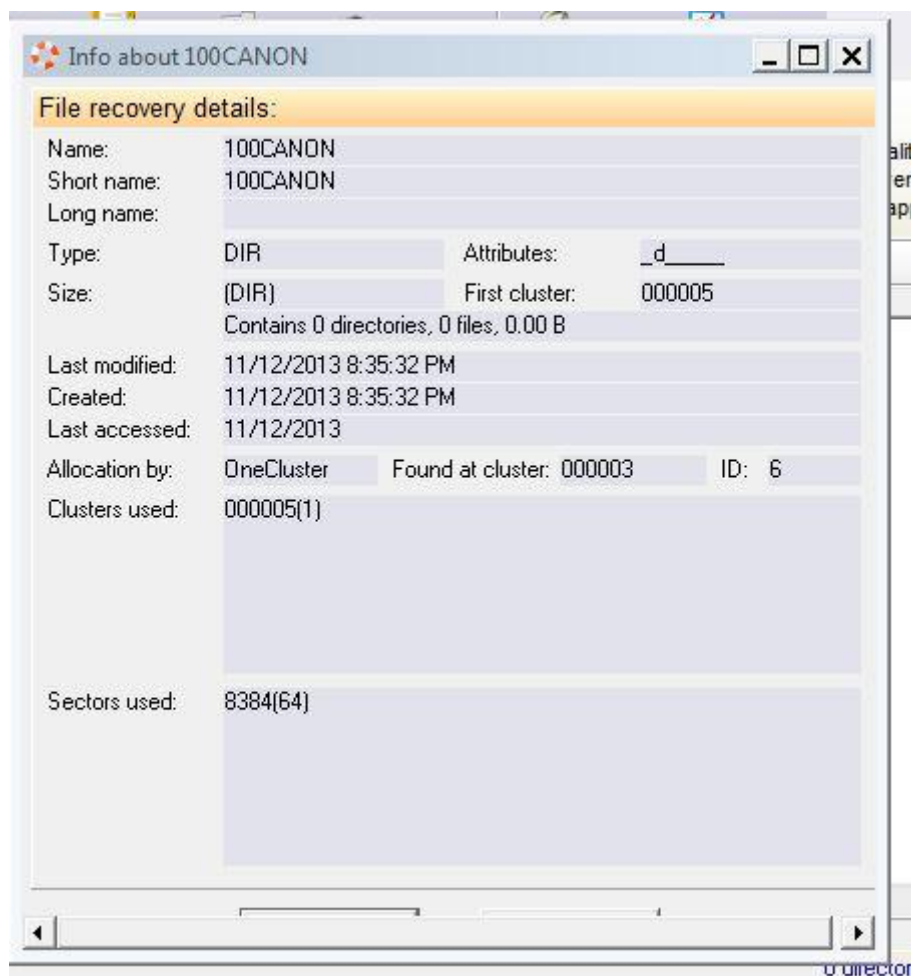 Info about 100CANON
File recovery details:
Name: 100CANON
Short name: 100CANON
Long name:
Type: DIR Attributes: _d_____
Size: (DIR) First cluster: 000005
Contains 0 directories, 0 files, 0.00 B
Last modified: 11/12/2013 8:35:32 PM
Created: 11/12/2013 8:35:32 PM
Last accessed: 11/12/2013
Allocation by: OneCluster Found at cluster: 000003 ID: 6
Clusters used: 000005(1)
Sectors used: 8384(64)